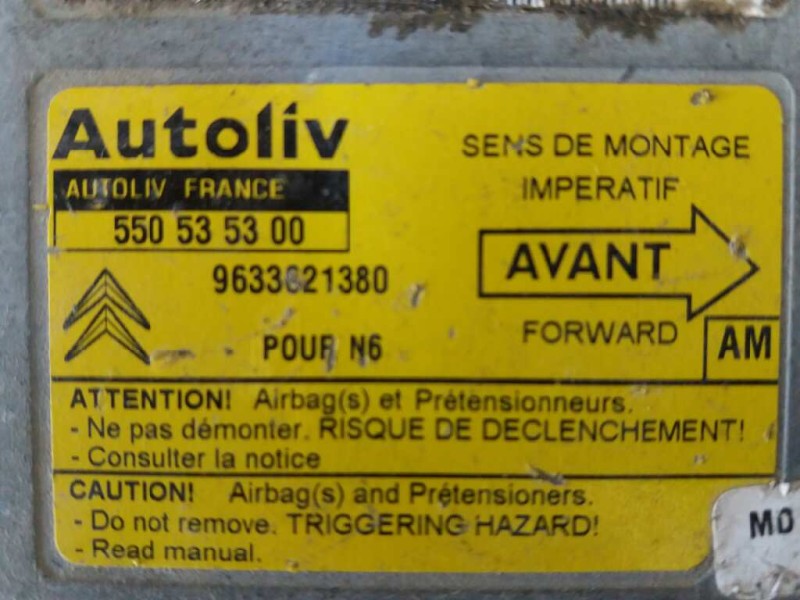 Autoliv
AUTOLIV FRANCE
550 53 53 00
9633621380
POUR N6
SENS DE MONTAGE
IMPERATIF
AVANT
FORWARD
AM
ATTENTION! Airbag(s) et Prétensionneurs.
- Ne pas démonter. RISQUE DE DECLENCHEMENT!
- Consulter la notice
CAUTION! Airbag(s) and Prétensioners.
- Do not remove. TRIGGERING HAZARD!
- Read manual.
MO